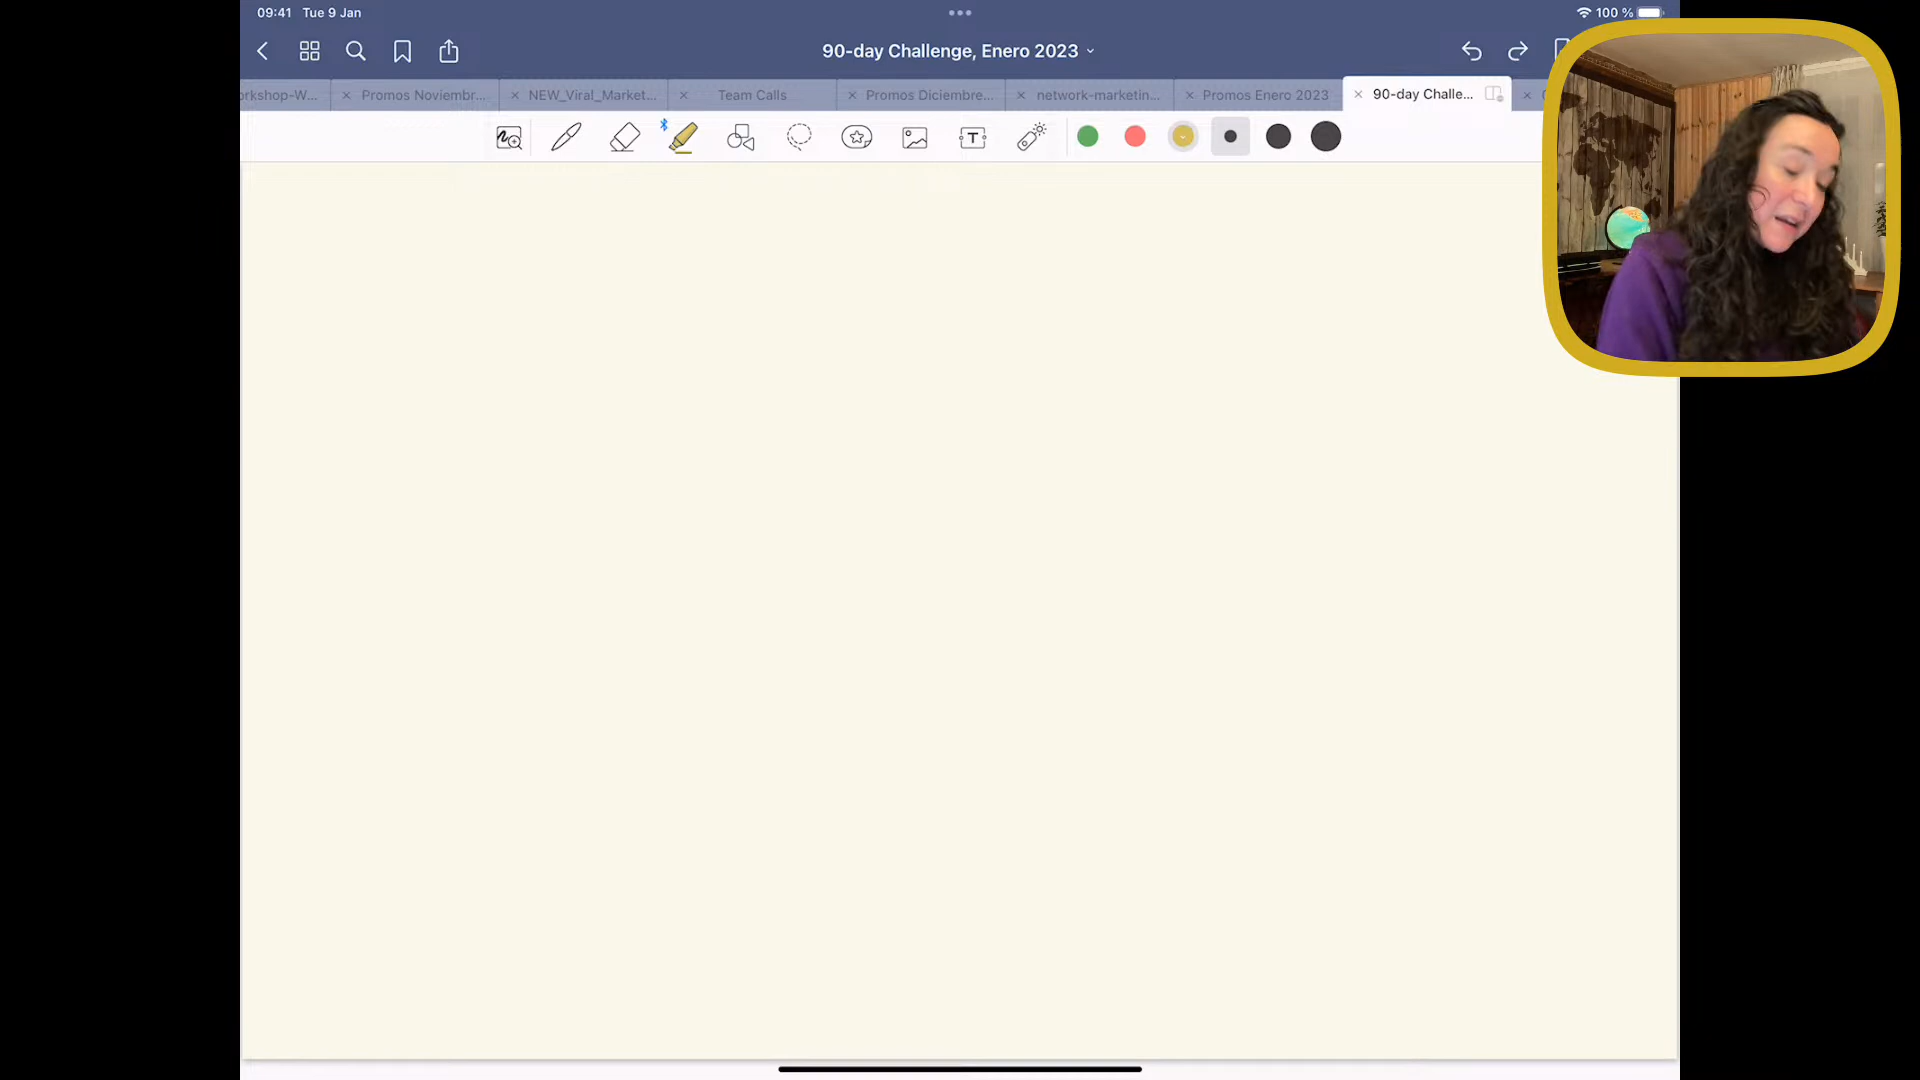 09:41 Tue 9 Jan
100 %
90-day Challenge, Enero 2023
orkshop-W...
Promos Noviembr...
NEW_Viral_Market...
Team Calls
Promos Diciembre...
network-marketin...
Promos Enero 2023
90-day Challe...
T